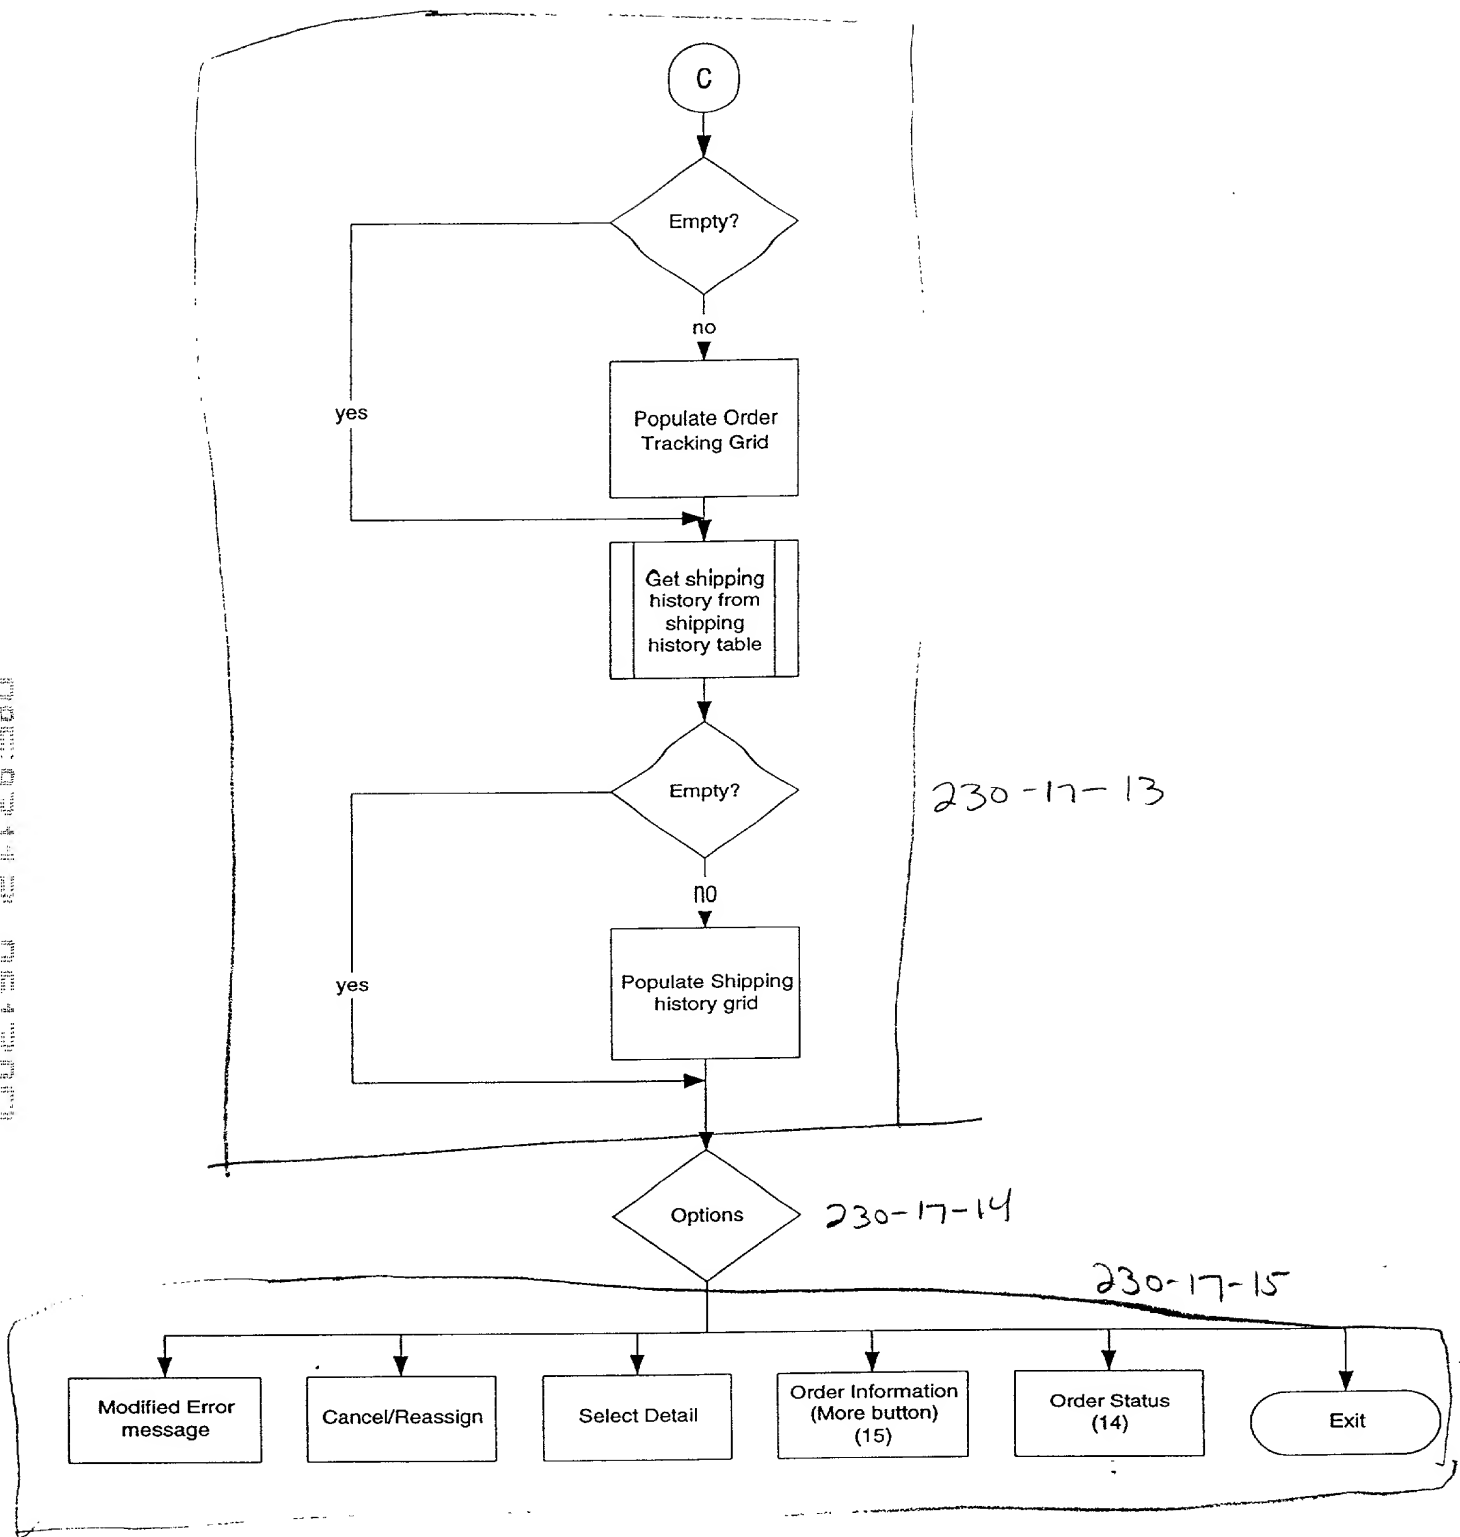 C
Empty?
no
yes
Populate Order
Tracking Grid
Get shipping
history from
shipping
history table
Empty?
230-17-13
no
yes
Populate Shipping
history grid
Options
230-17-14
230-17-15
Modified Error
message
Cancel/Reassign
Select Detail
Order Information
(More button)
(15)
Order Status
(14)
Exit